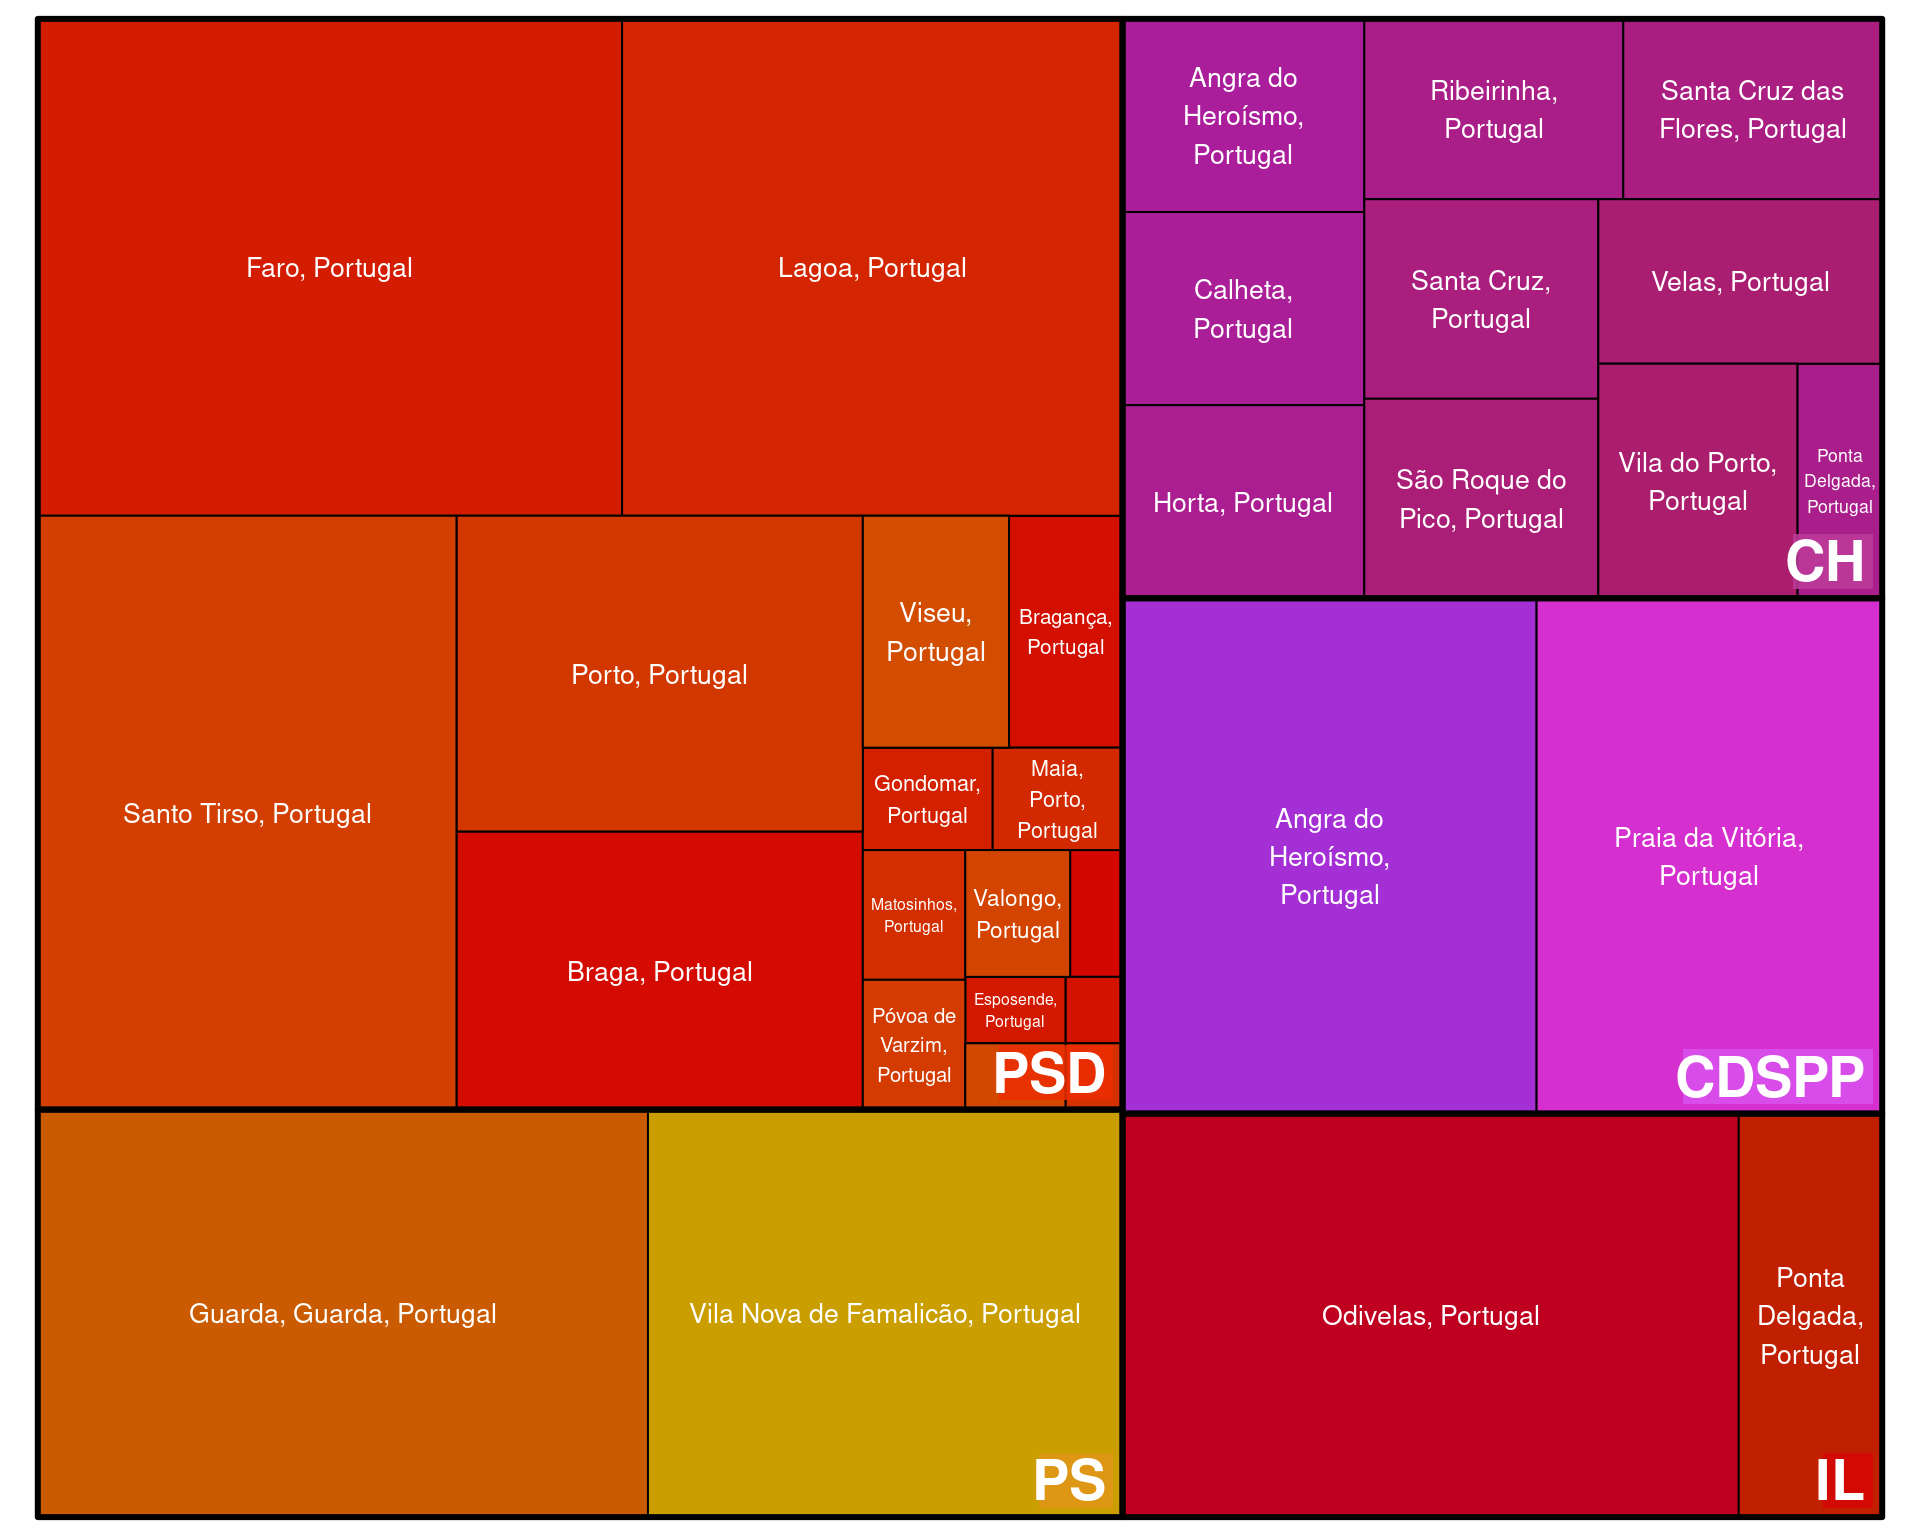 Faro, Portugal
Lagoa, Portugal
Santo Tirso, Portugal
Porto, Portugal
Braga, Portugal
Viseu,
Portugal
Bragança,
Portugal
Gondomar,
Portugal
Maia,
Porto,
Portugal
Matosinhos,
Portugal
Valongo,
Portugal
Póvoa de
Varzim,
Portugal
Esposende,
Portugal
PSD
Guarda, Guarda, Portugal
Vila Nova de Famalicão, Portugal
PS
Angra do
Heroísmo,
Portugal
Ribeirinha,
Portugal
Santa Cruz das
Flores, Portugal
Calheta,
Portugal
Santa Cruz,
Portugal
Velas, Portugal
Horta, Portugal
São Roque do
Pico, Portugal
Vila do Porto,
Portugal
Ponta
Delgada,
Portugal
CH
Angra do
Heroísmo,
Portugal
Praia da Vitória,
Portugal
CDSPP
Odivelas, Portugal
Ponta
Delgada,
Portugal
IL